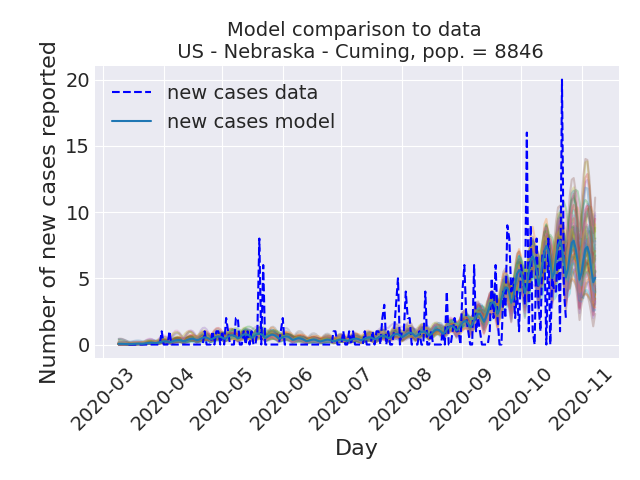 Model comparison to data
US - Nebraska - Cuming, pop. = 8846
Number of new cases reported
20
15
10
5
0
new cases data
new cases model
2020-03
2020-04
2020-05
2020-06
2020-07
2020-08
2020-09
2020-10
2020-11
Day